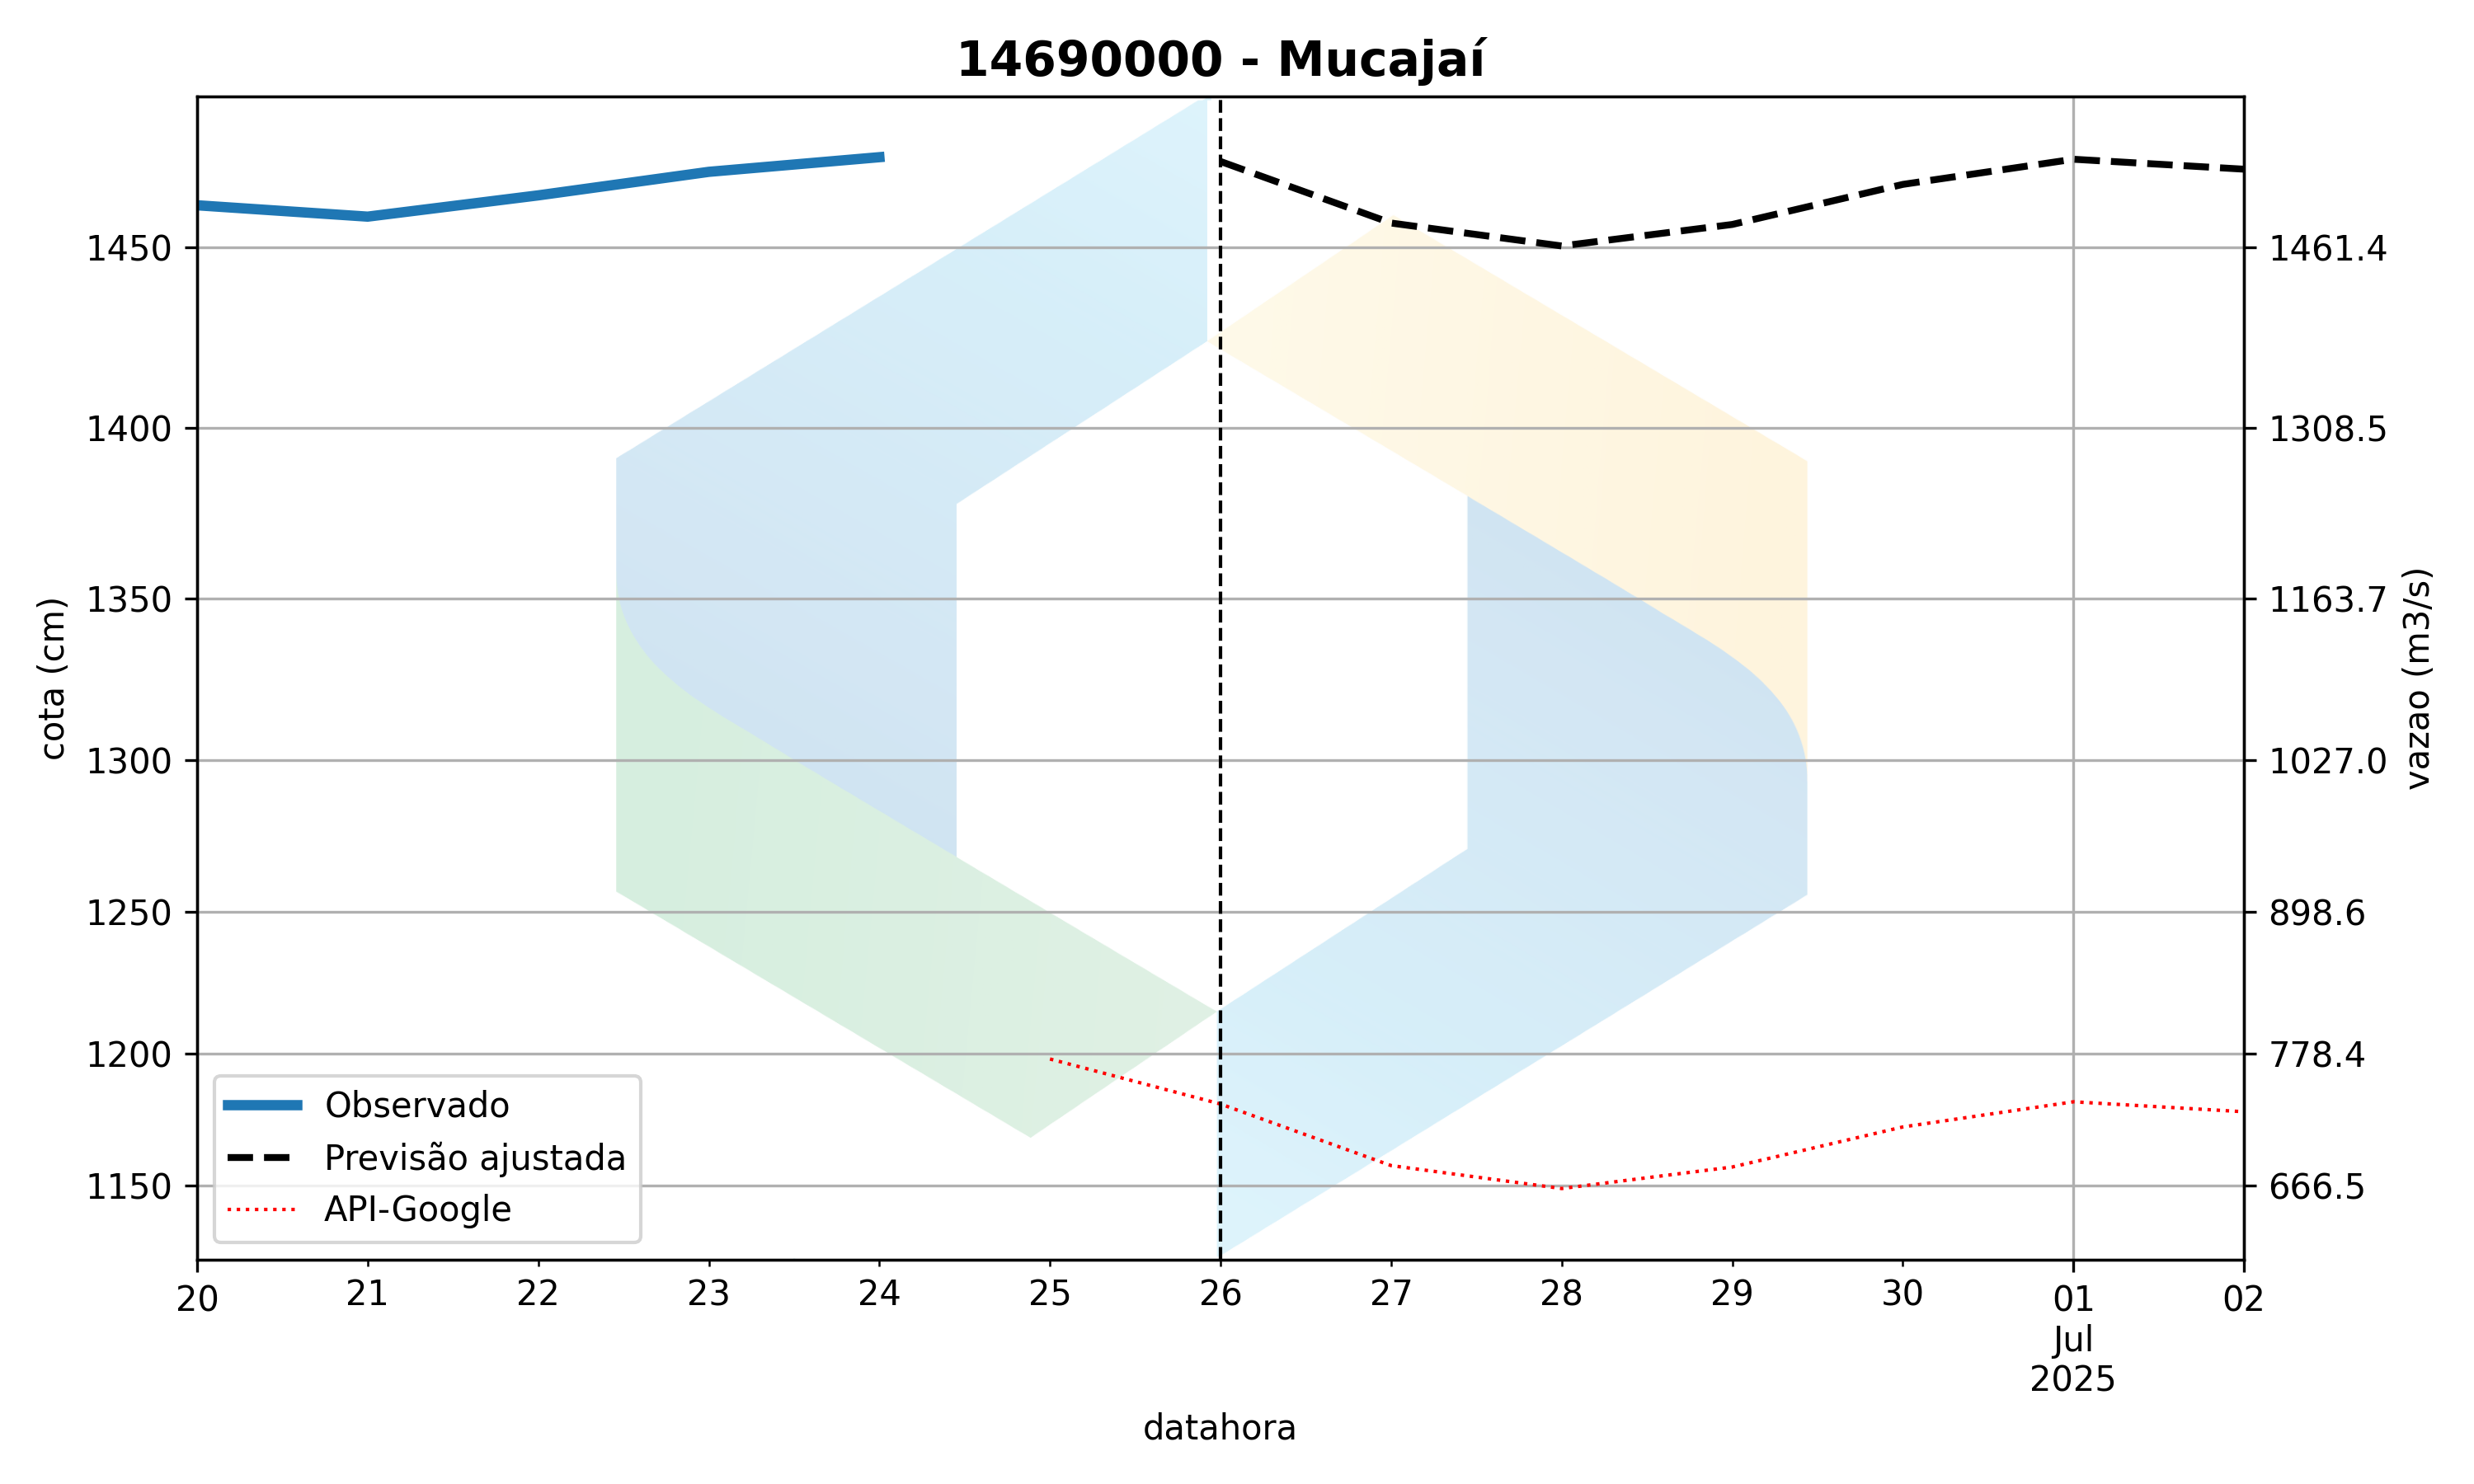 14690000 - Mucajaí
cota (cm)
1450
1400
1350
1300
1250
1200
1150
1461.4
1308.5
1163.7
1027.0
898.6
778.4
666.5
vazao (m3/s)
Observado
Previsão ajustada
API-Google
20 21 22 23 24 25 26 27 28 29 30 01 02
Jul
2025
datahora